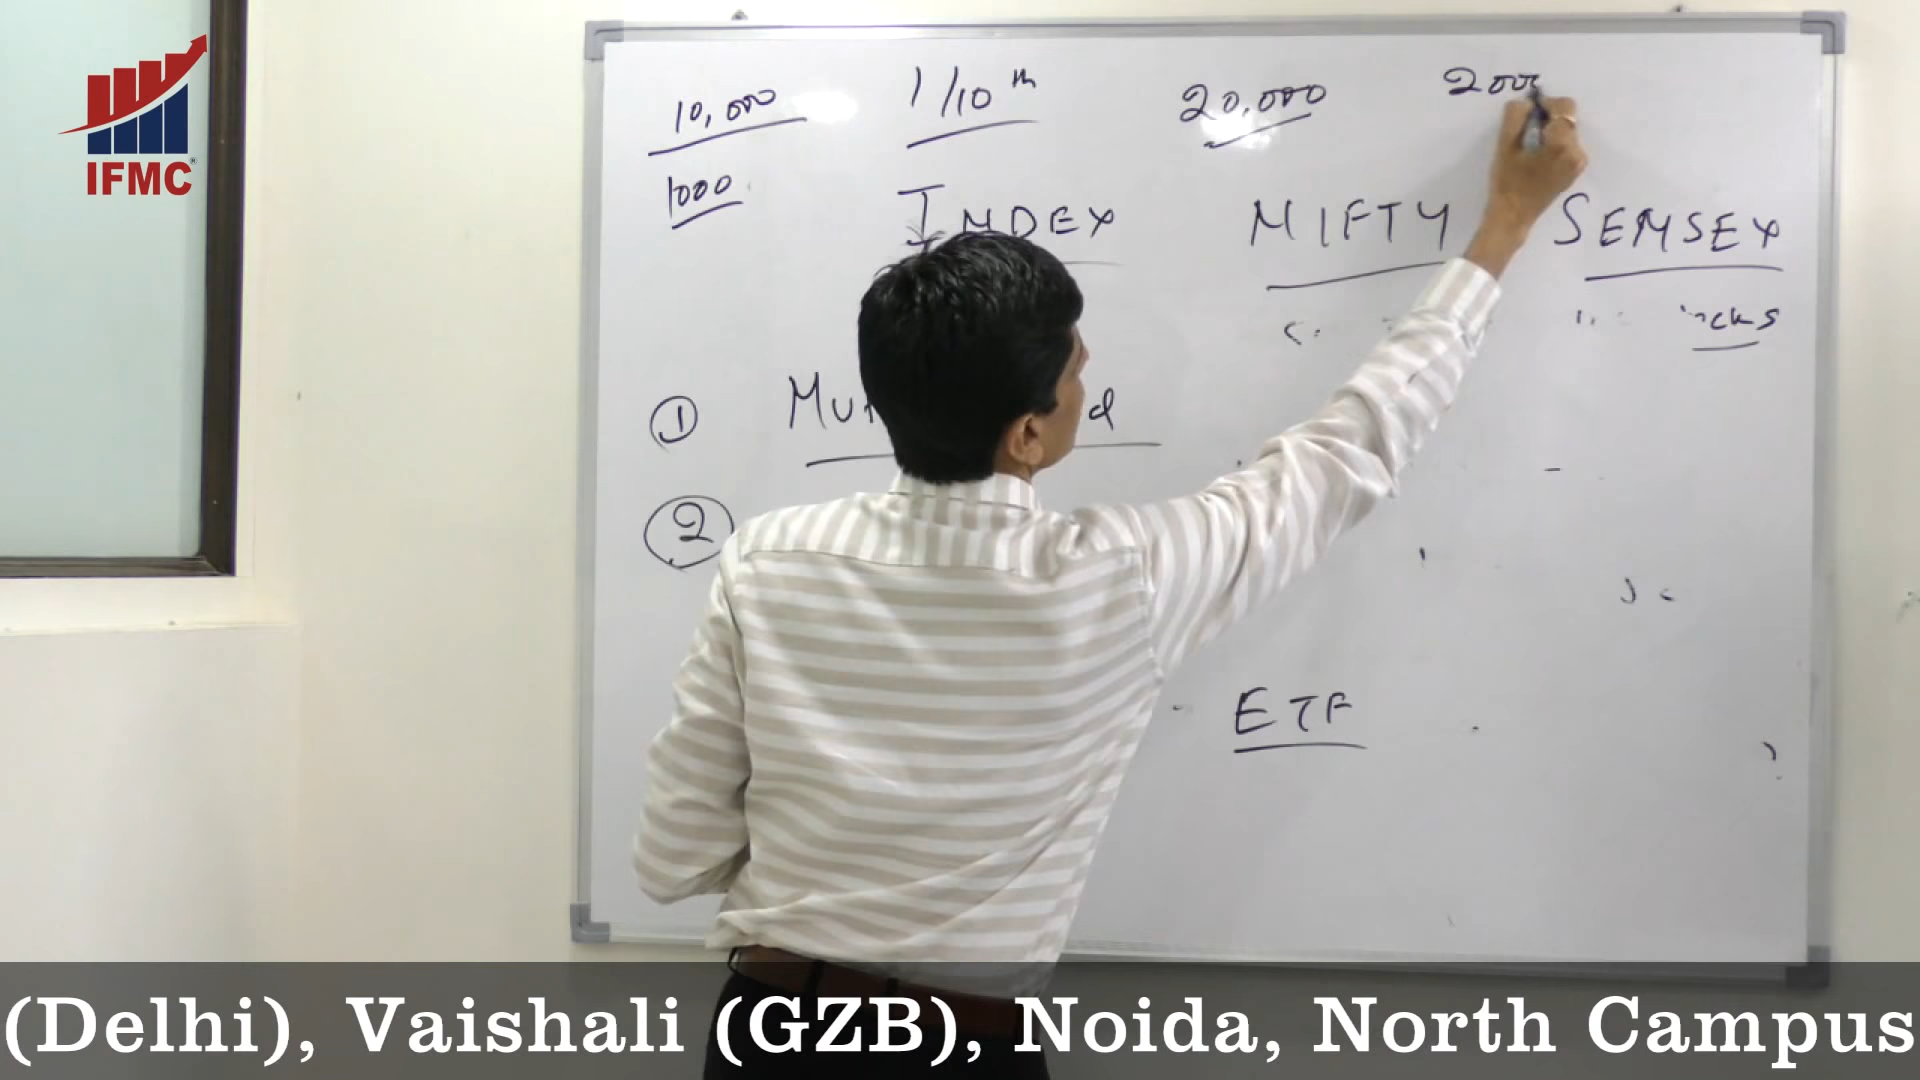 IFMC
10,000 1/10th 20,000 2000
1000
INDEX NIFTY SENSEX
1
2
ETF
(Delhi), Vaishali (GZB), Noida, North Campus